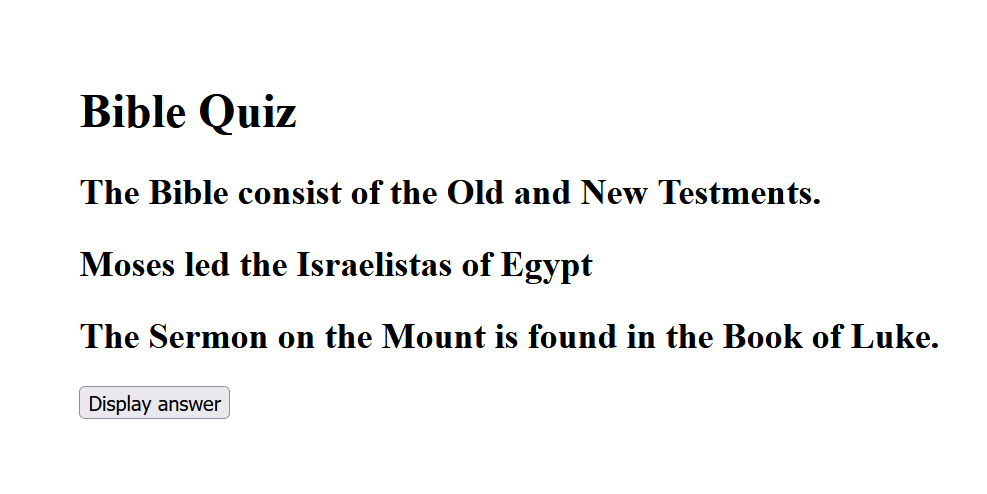 Bible Quiz
The Bible consist of the Old and New Testments.
Moses led the Israelistas of Egypt
The Sermon on the Mount is found in the Book of Luke.
Display answer